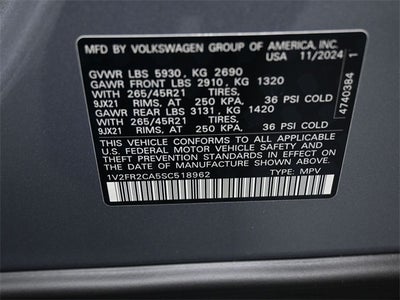 MFD BY VOLKSWAGEN GROUP OF AMERICA, INC.
USA 11/2024
GVWR LBS 5930, KG 2690
GAWR FRONT LBS 2910, KG 1320
WITH 265/45R21 TIRES,
9JX21 RIMS, AT 250 KPA, 36 PSI COLD
GAWR REAR LBS 3131, KG 1420
WITH 265/45R21 TIRES,
9JX21 RIMS, AT 250 KPA, 36 PSI COLD
THIS VEHICLE CONFORMS TO ALL APPLICABLE
U.S. FEDERAL MOTOR VEHICLE SAFETY AND
THEFT PREVENTION STANDARDS IN EFFECT ON THE
DATE OF MANUFACTURE SHOWN ABOVE.
1V2FR2CA5SC518962 TYPE: MPV
4740384 1